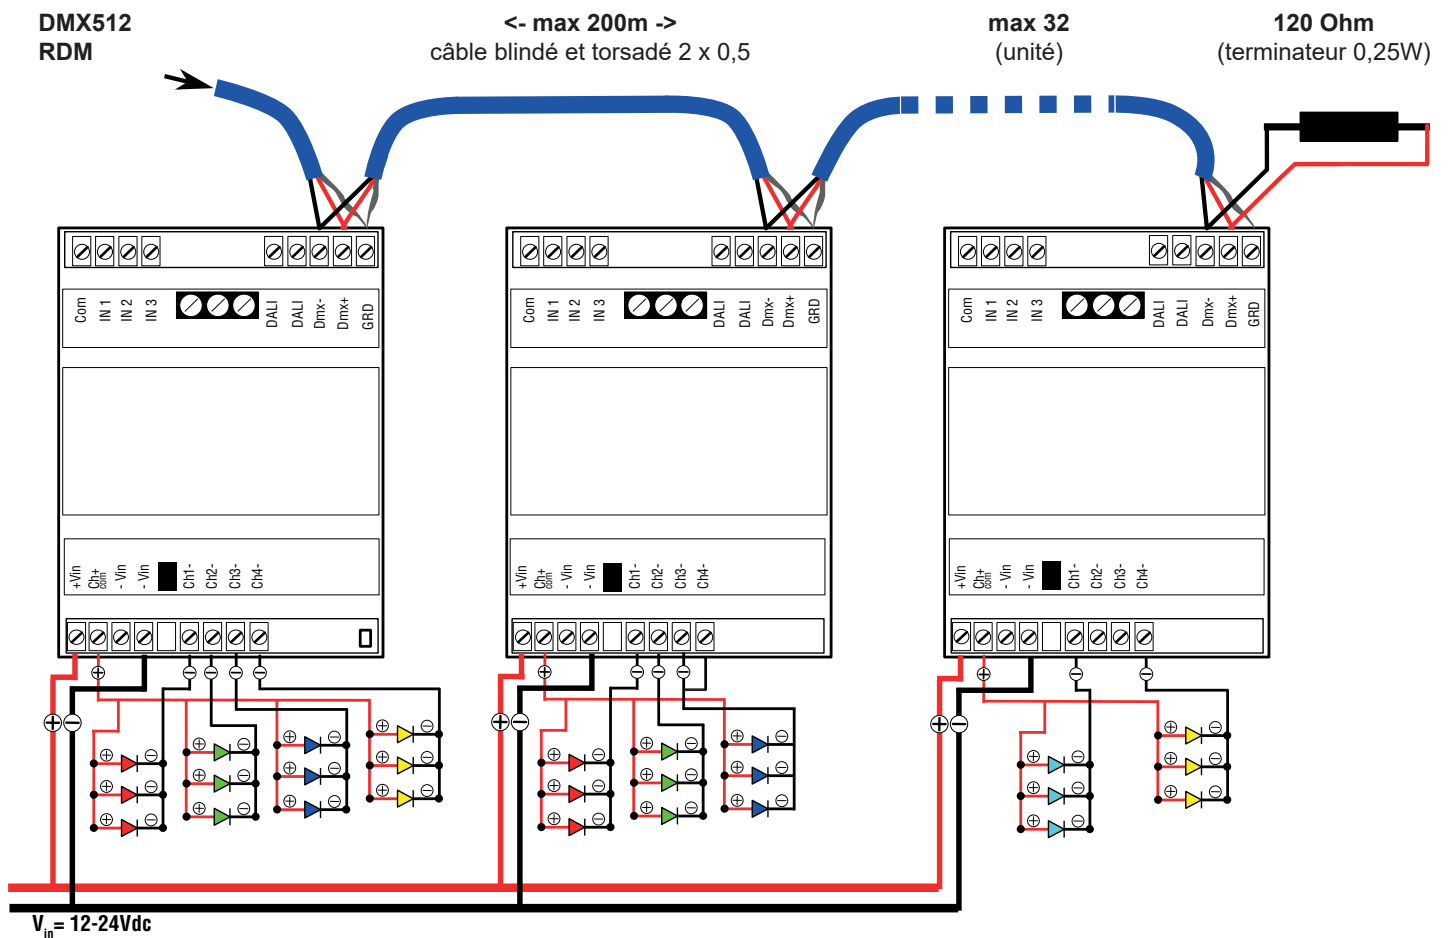 DMX512
RDM
<- max 200m ->
câble blindé et torsadé 2 x 0,5
max 32
(unité)
120 Ohm
(terminateur 0,25W)
Com IN 1 IN 2 IN 3 DALI DALI Dmx- Dmx+ GRD
Com IN 1 IN 2 IN 3 DALI DALI Dmx- Dmx+ GRD
Com IN 1 IN 2 IN 3 DALI DALI Dmx- Dmx+ GRD
+Vin Ch+ com - Vin - Vin Ch1- Ch2- Ch3- Ch4-
+Vin Ch+ com - Vin - Vin Ch1- Ch2- Ch3- Ch4-
+Vin Ch+ com - Vin - Vin Ch1- Ch2- Ch3- Ch4-
Vin= 12-24Vdc